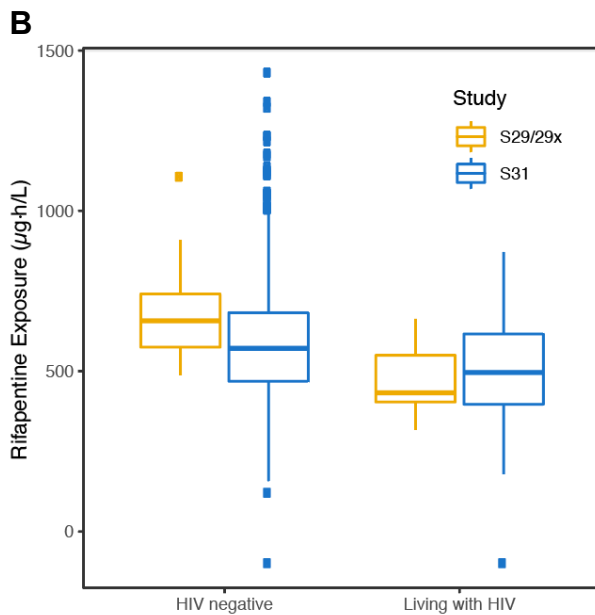 B
1500
1000
500
0
Rifapentine Exposure (µg·h/L)
Study
S29/29x
S31
HIV negative
Living with HIV